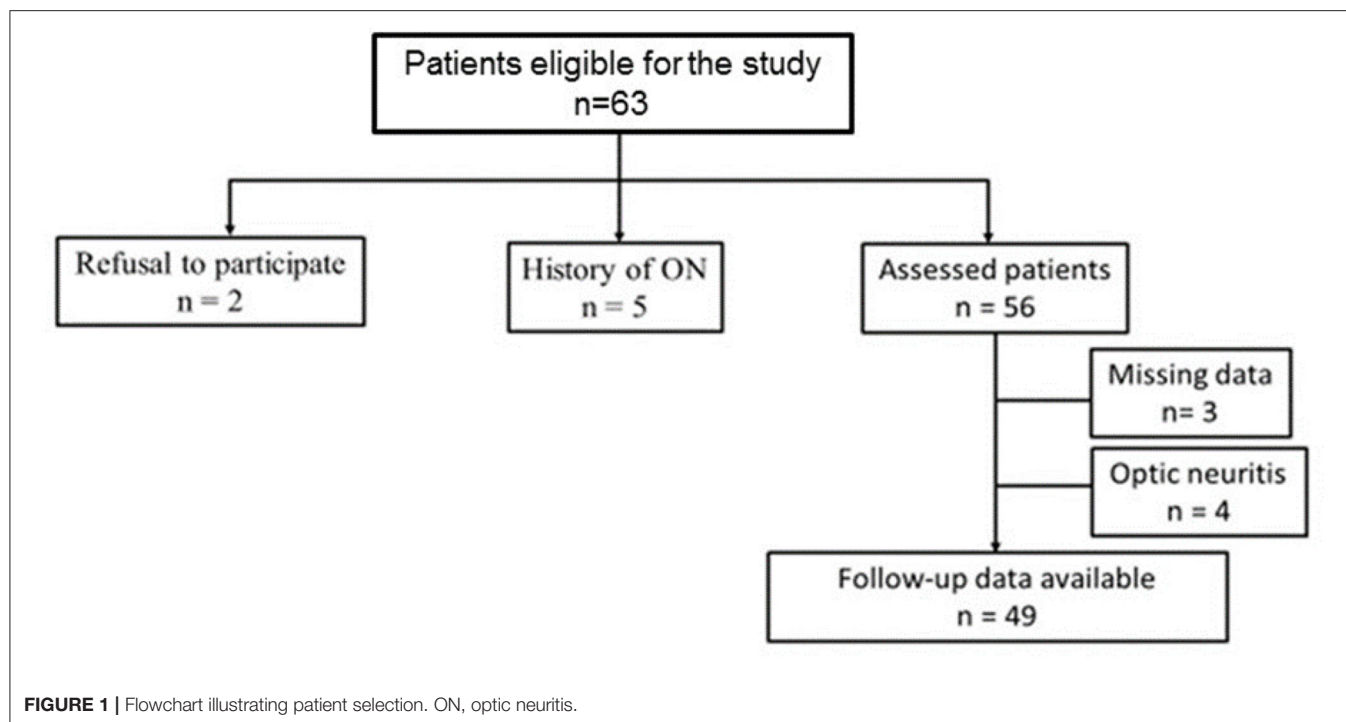 Patients eligible for the study
n=63
Refusal to participate
n = 2
History of ON
n = 5
Assessed patients
n = 56
Missing data
n= 3
Optic neuritis
n = 4
Follow-up data available
n = 49
FIGURE 1 | Flowchart illustrating patient selection. ON, optic neuritis.